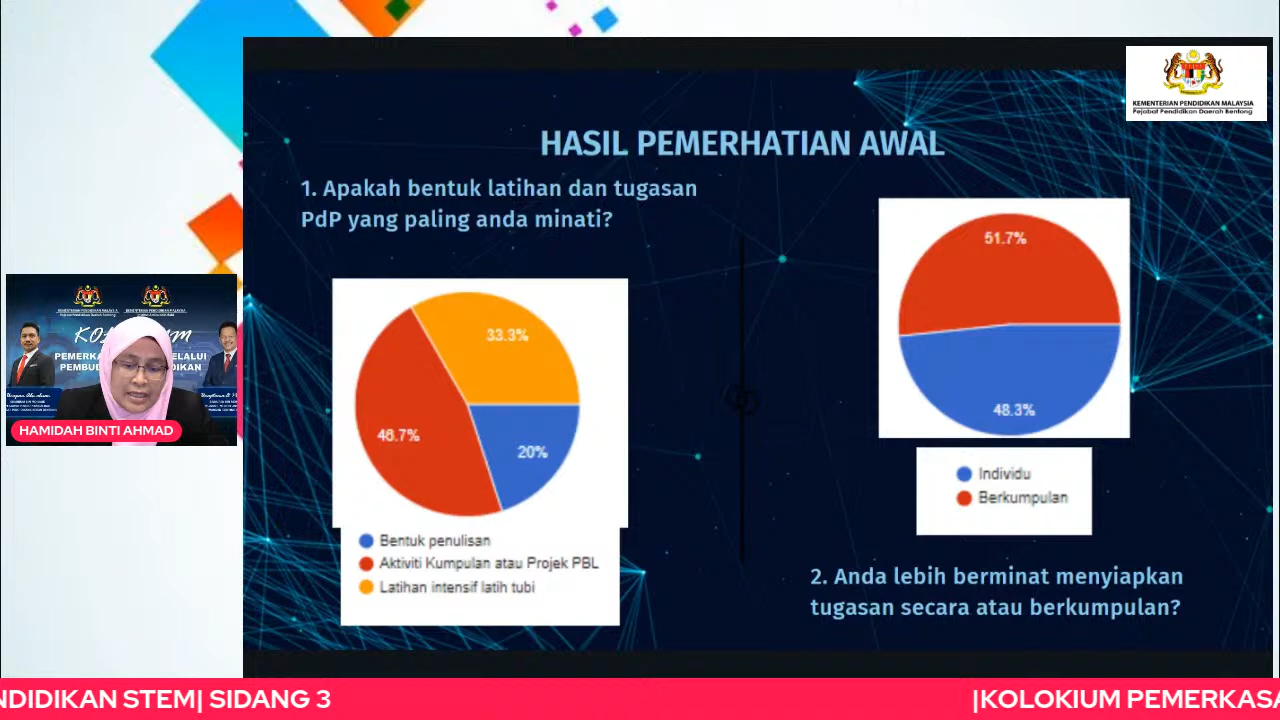 KEMENTERIAN PENDIDIKAN MALAYSIA
Pejabat Pendidikan Daerah Bentong
HASIL PEMERHATIAN AWAL
1. Apakah bentuk latihan dan tugasan
PdP yang paling anda minati?
33.3%
46.7%
20%
Bentuk penulisan
Aktiviti Kumpulan atau Projek PBL
Latihan intensif latih tubi
51.7%
48.3%
Individu
Berkumpulan
2. Anda lebih berminat menyiapkan
tugasan secara atau berkumpulan?
HAMIDAH BINTI AHMAD
NDIDIKAN STEM| SIDANG 3
|KOLOKIUM PEMERKASA